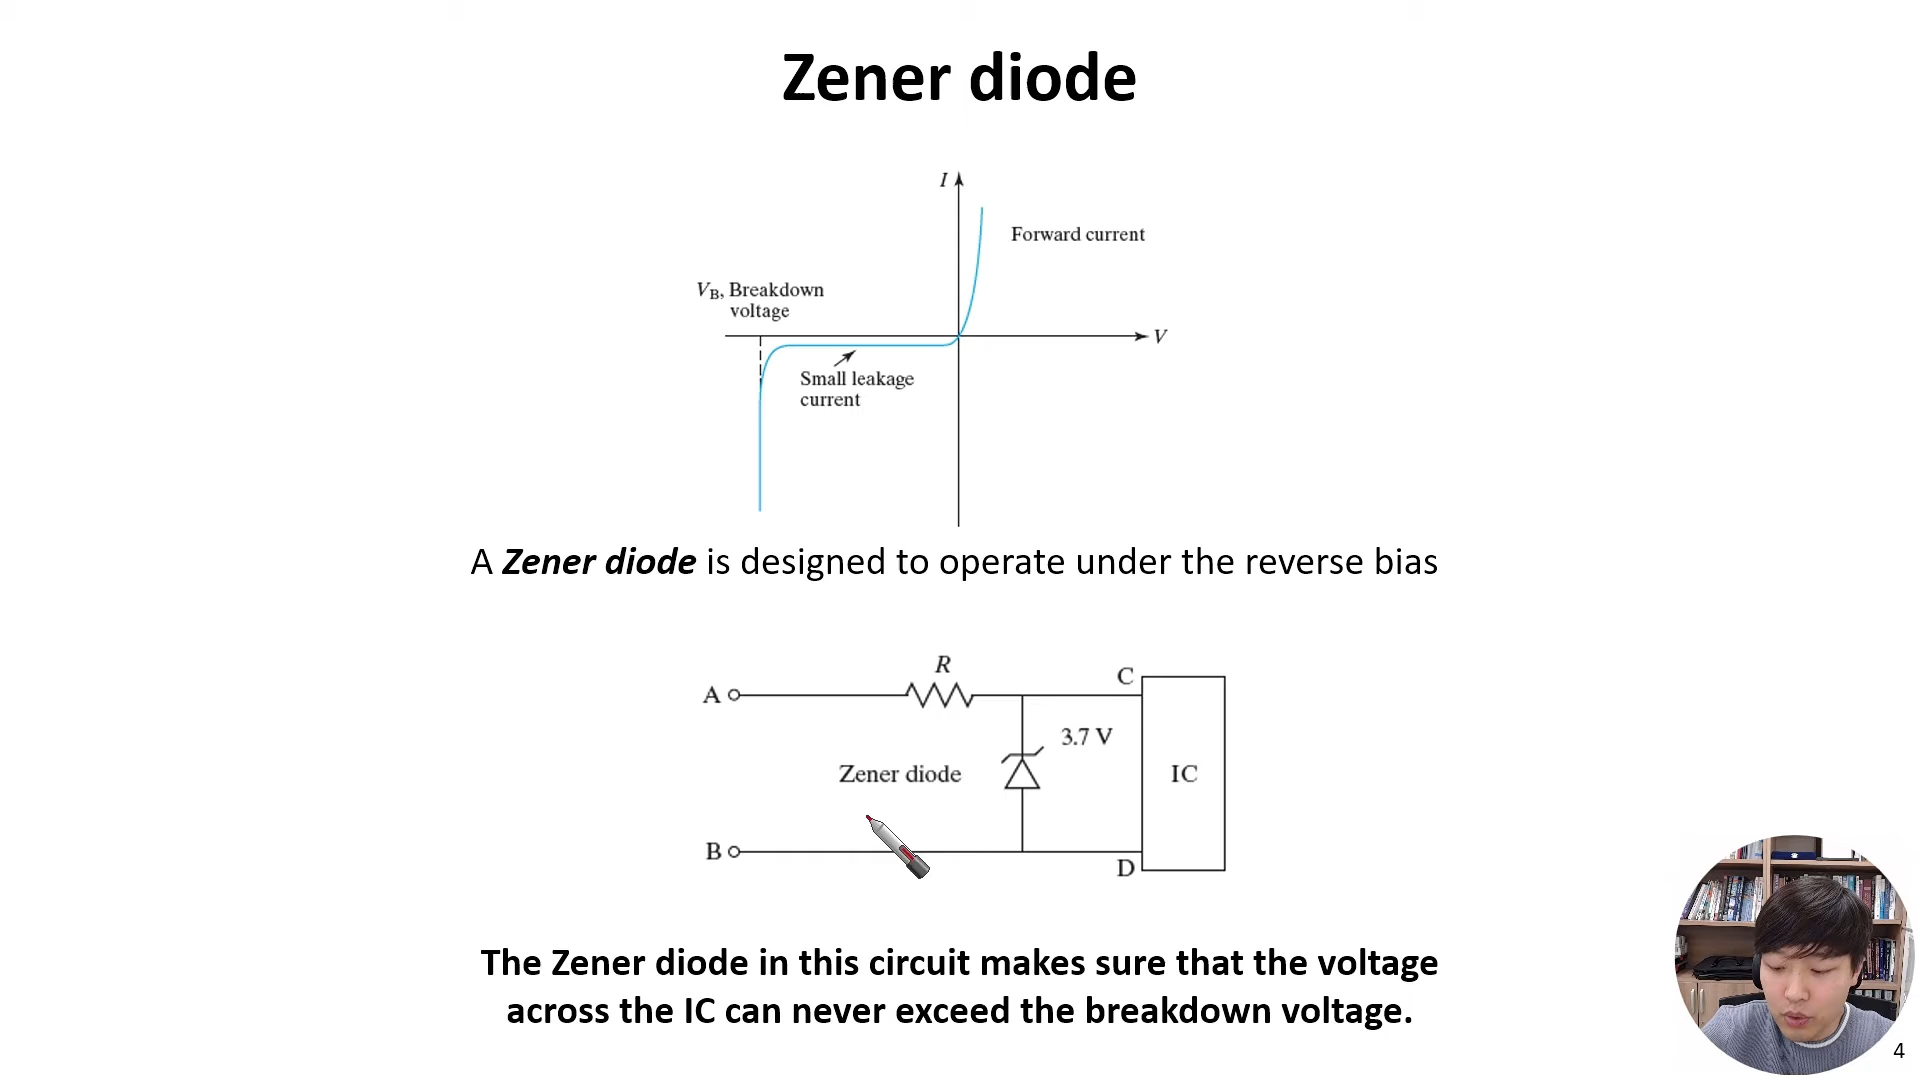 Zener diode
I
Forward current
V_B, Breakdown
voltage
V
Small leakage
current
A Zener diode is designed to operate under the reverse bias
R
A
C
3.7 V
Zener diode
IC
B
D
The Zener diode in this circuit makes sure that the voltage
across the IC can never exceed the breakdown voltage.
4